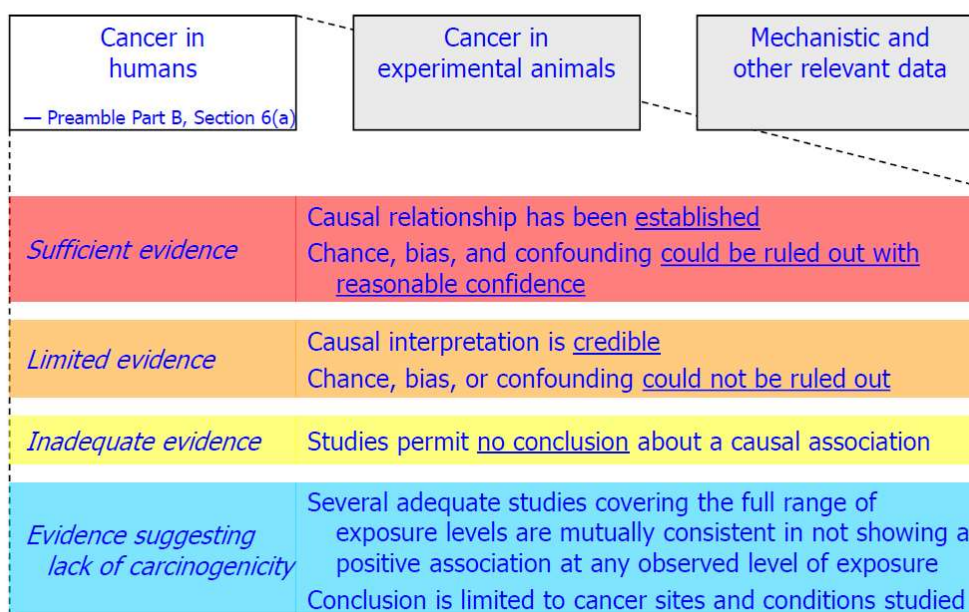 Cancer in
humans
— Preamble Part B, Section 6(a)
Cancer in
experimental animals
Mechanistic and
other relevant data
Sufficient evidence
Causal relationship has been established
Chance, bias, and confounding could be ruled out with
reasonable confidence
Limited evidence
Causal interpretation is credible
Chance, bias, or confounding could not be ruled out
Inadequate evidence
Studies permit no conclusion about a causal association
Evidence suggesting
lack of carcinogenicity
Several adequate studies covering the full range of
exposure levels are mutually consistent in not showing a
positive association at any observed level of exposure
Conclusion is limited to cancer sites and conditions studied